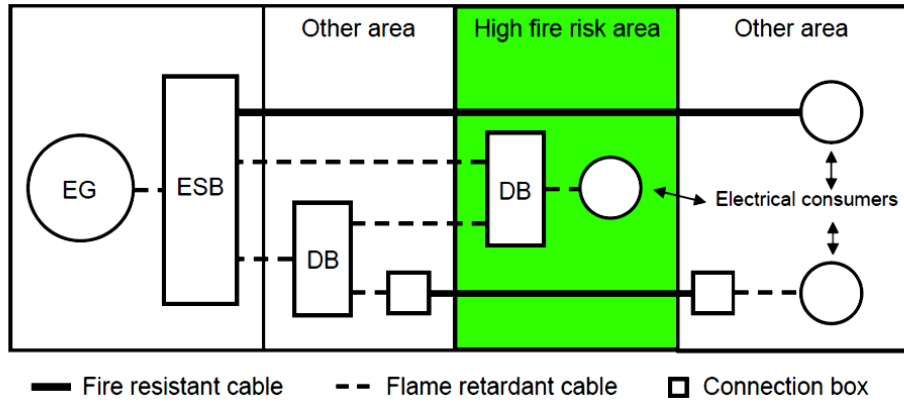 Other area
High fire risk area
Other area
EG
ESB
DB
DB
Electrical consumers
Fire resistant cable
Flame retardant cable
Connection box